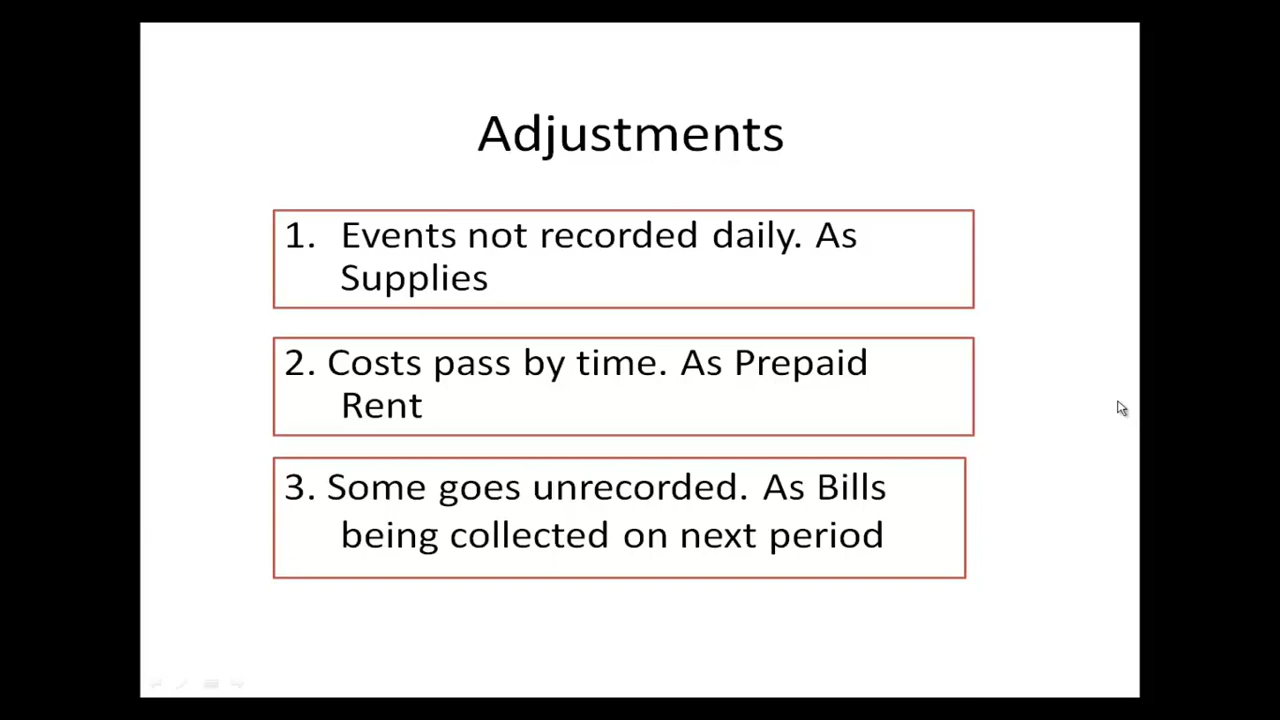 Adjustments
1. Events not recorded daily. As
Supplies
2. Costs pass by time. As Prepaid
Rent
3. Some goes unrecorded. As Bills
being collected on next period